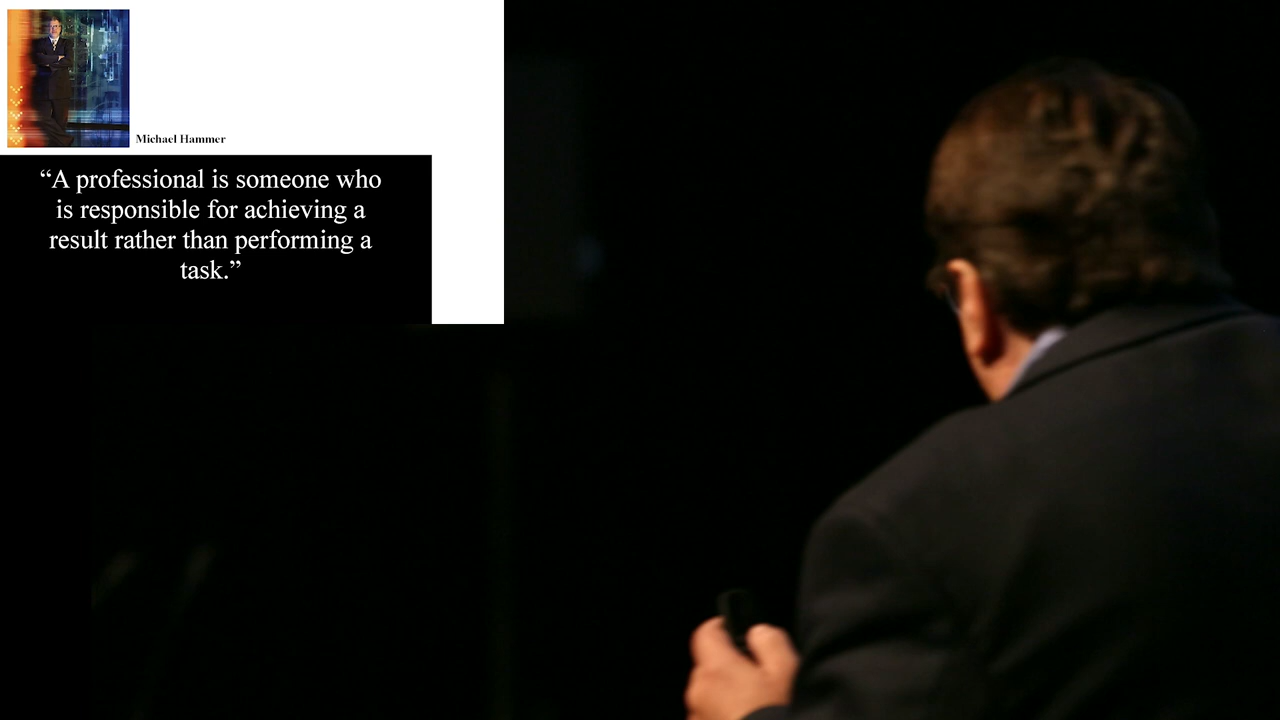 Michael Hammer
“A professional is someone who
is responsible for achieving a
result rather than performing a
task.”